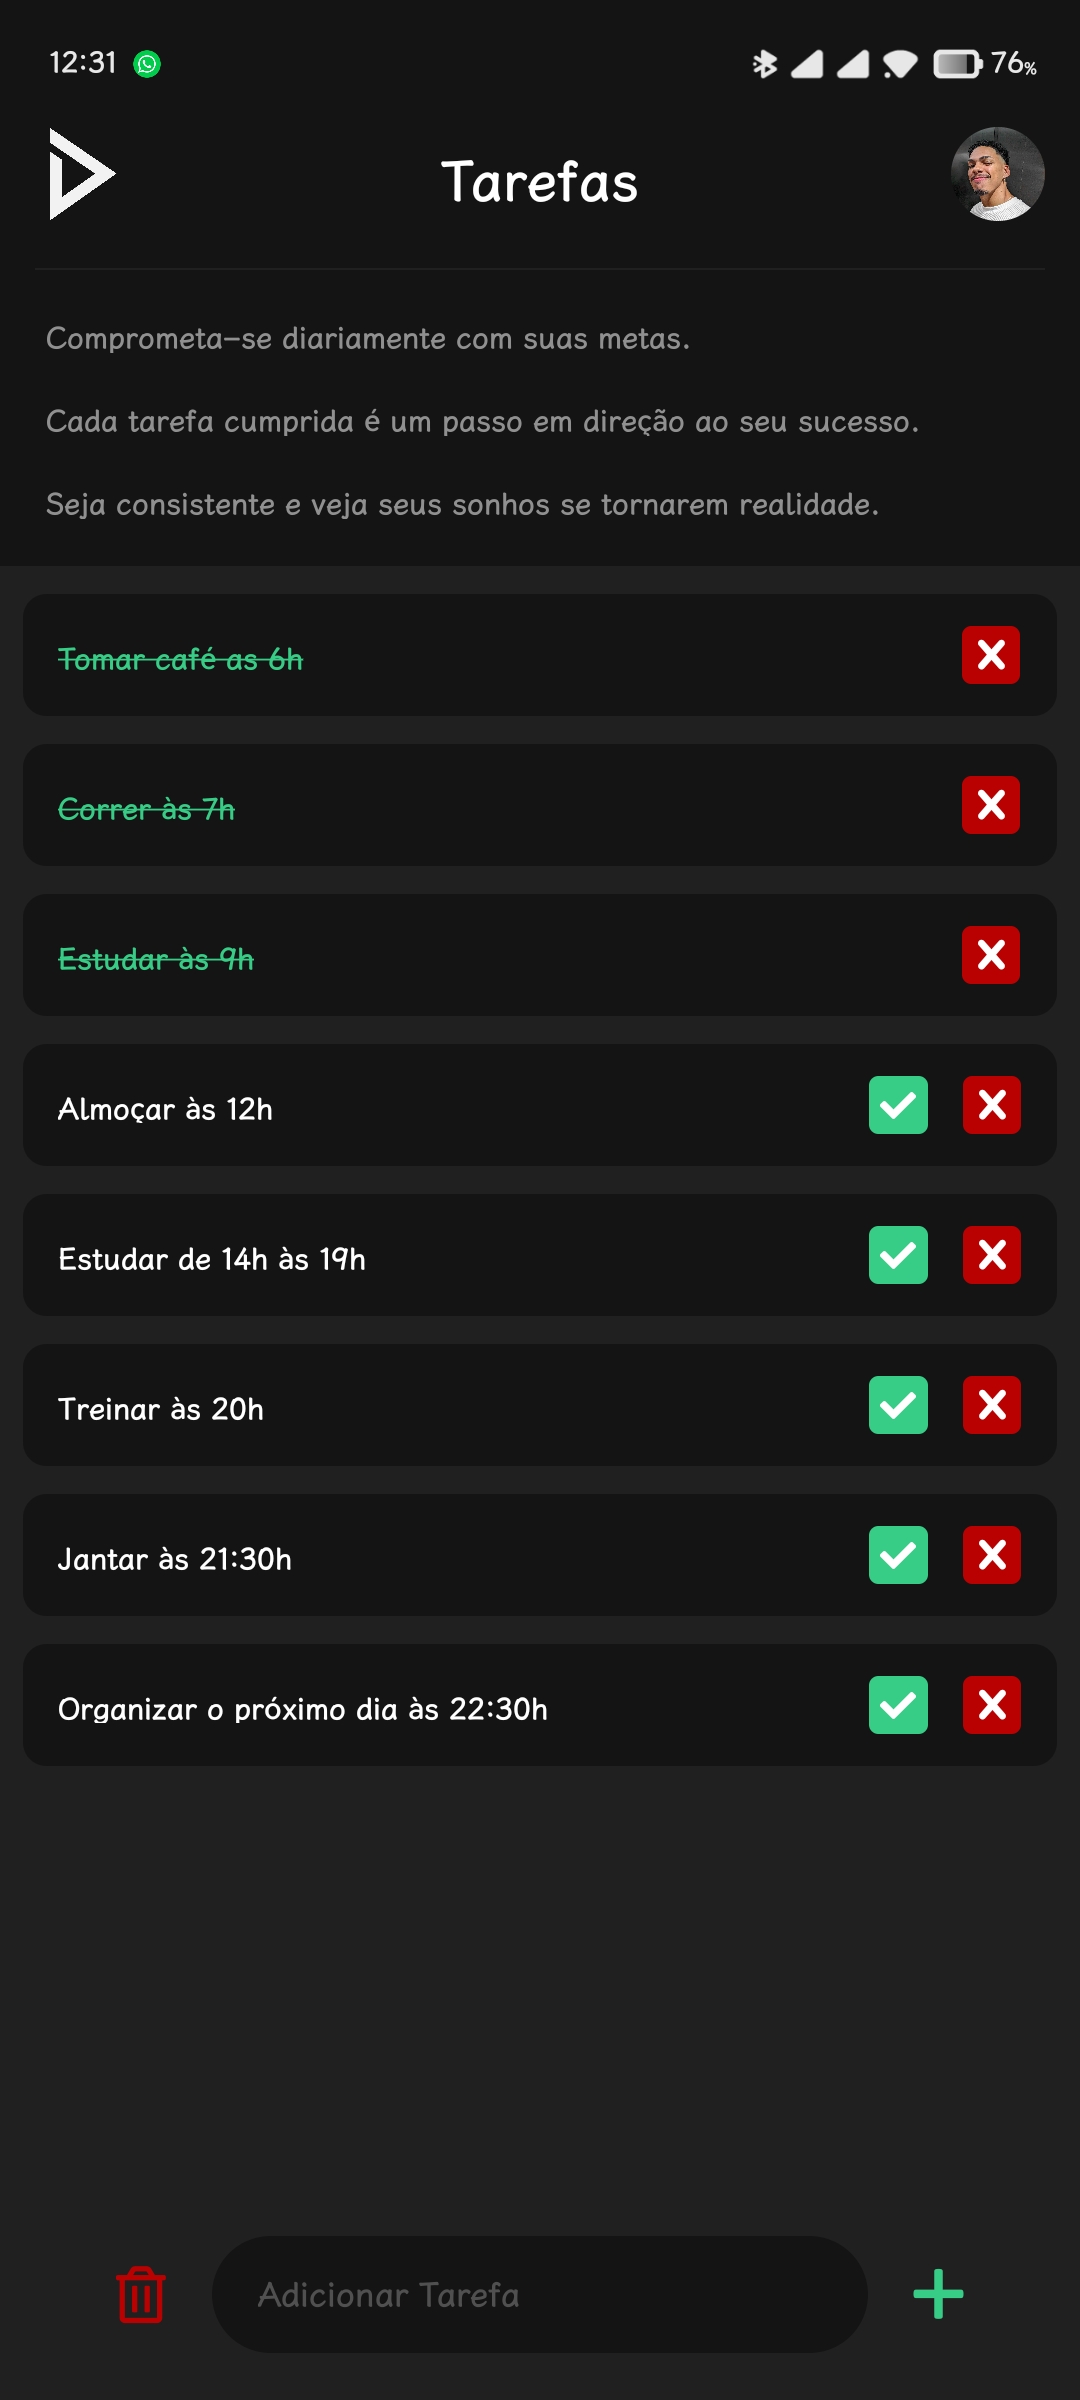 12:31 76%
Tarefas
Comprometa-se diariamente com suas metas.
Cada tarefa cumprida é um passo em direção ao seu sucesso.
Seja consistente e veja seus sonhos se tornarem realidade.
Tomar café as 6h
Correr às 7h
Estudar às 9h
Almoçar às 12h
Estudar de 14h às 19h
Treinar às 20h
Jantar às 21:30h
Organizar o próximo dia às 22:30h
Adicionar Tarefa